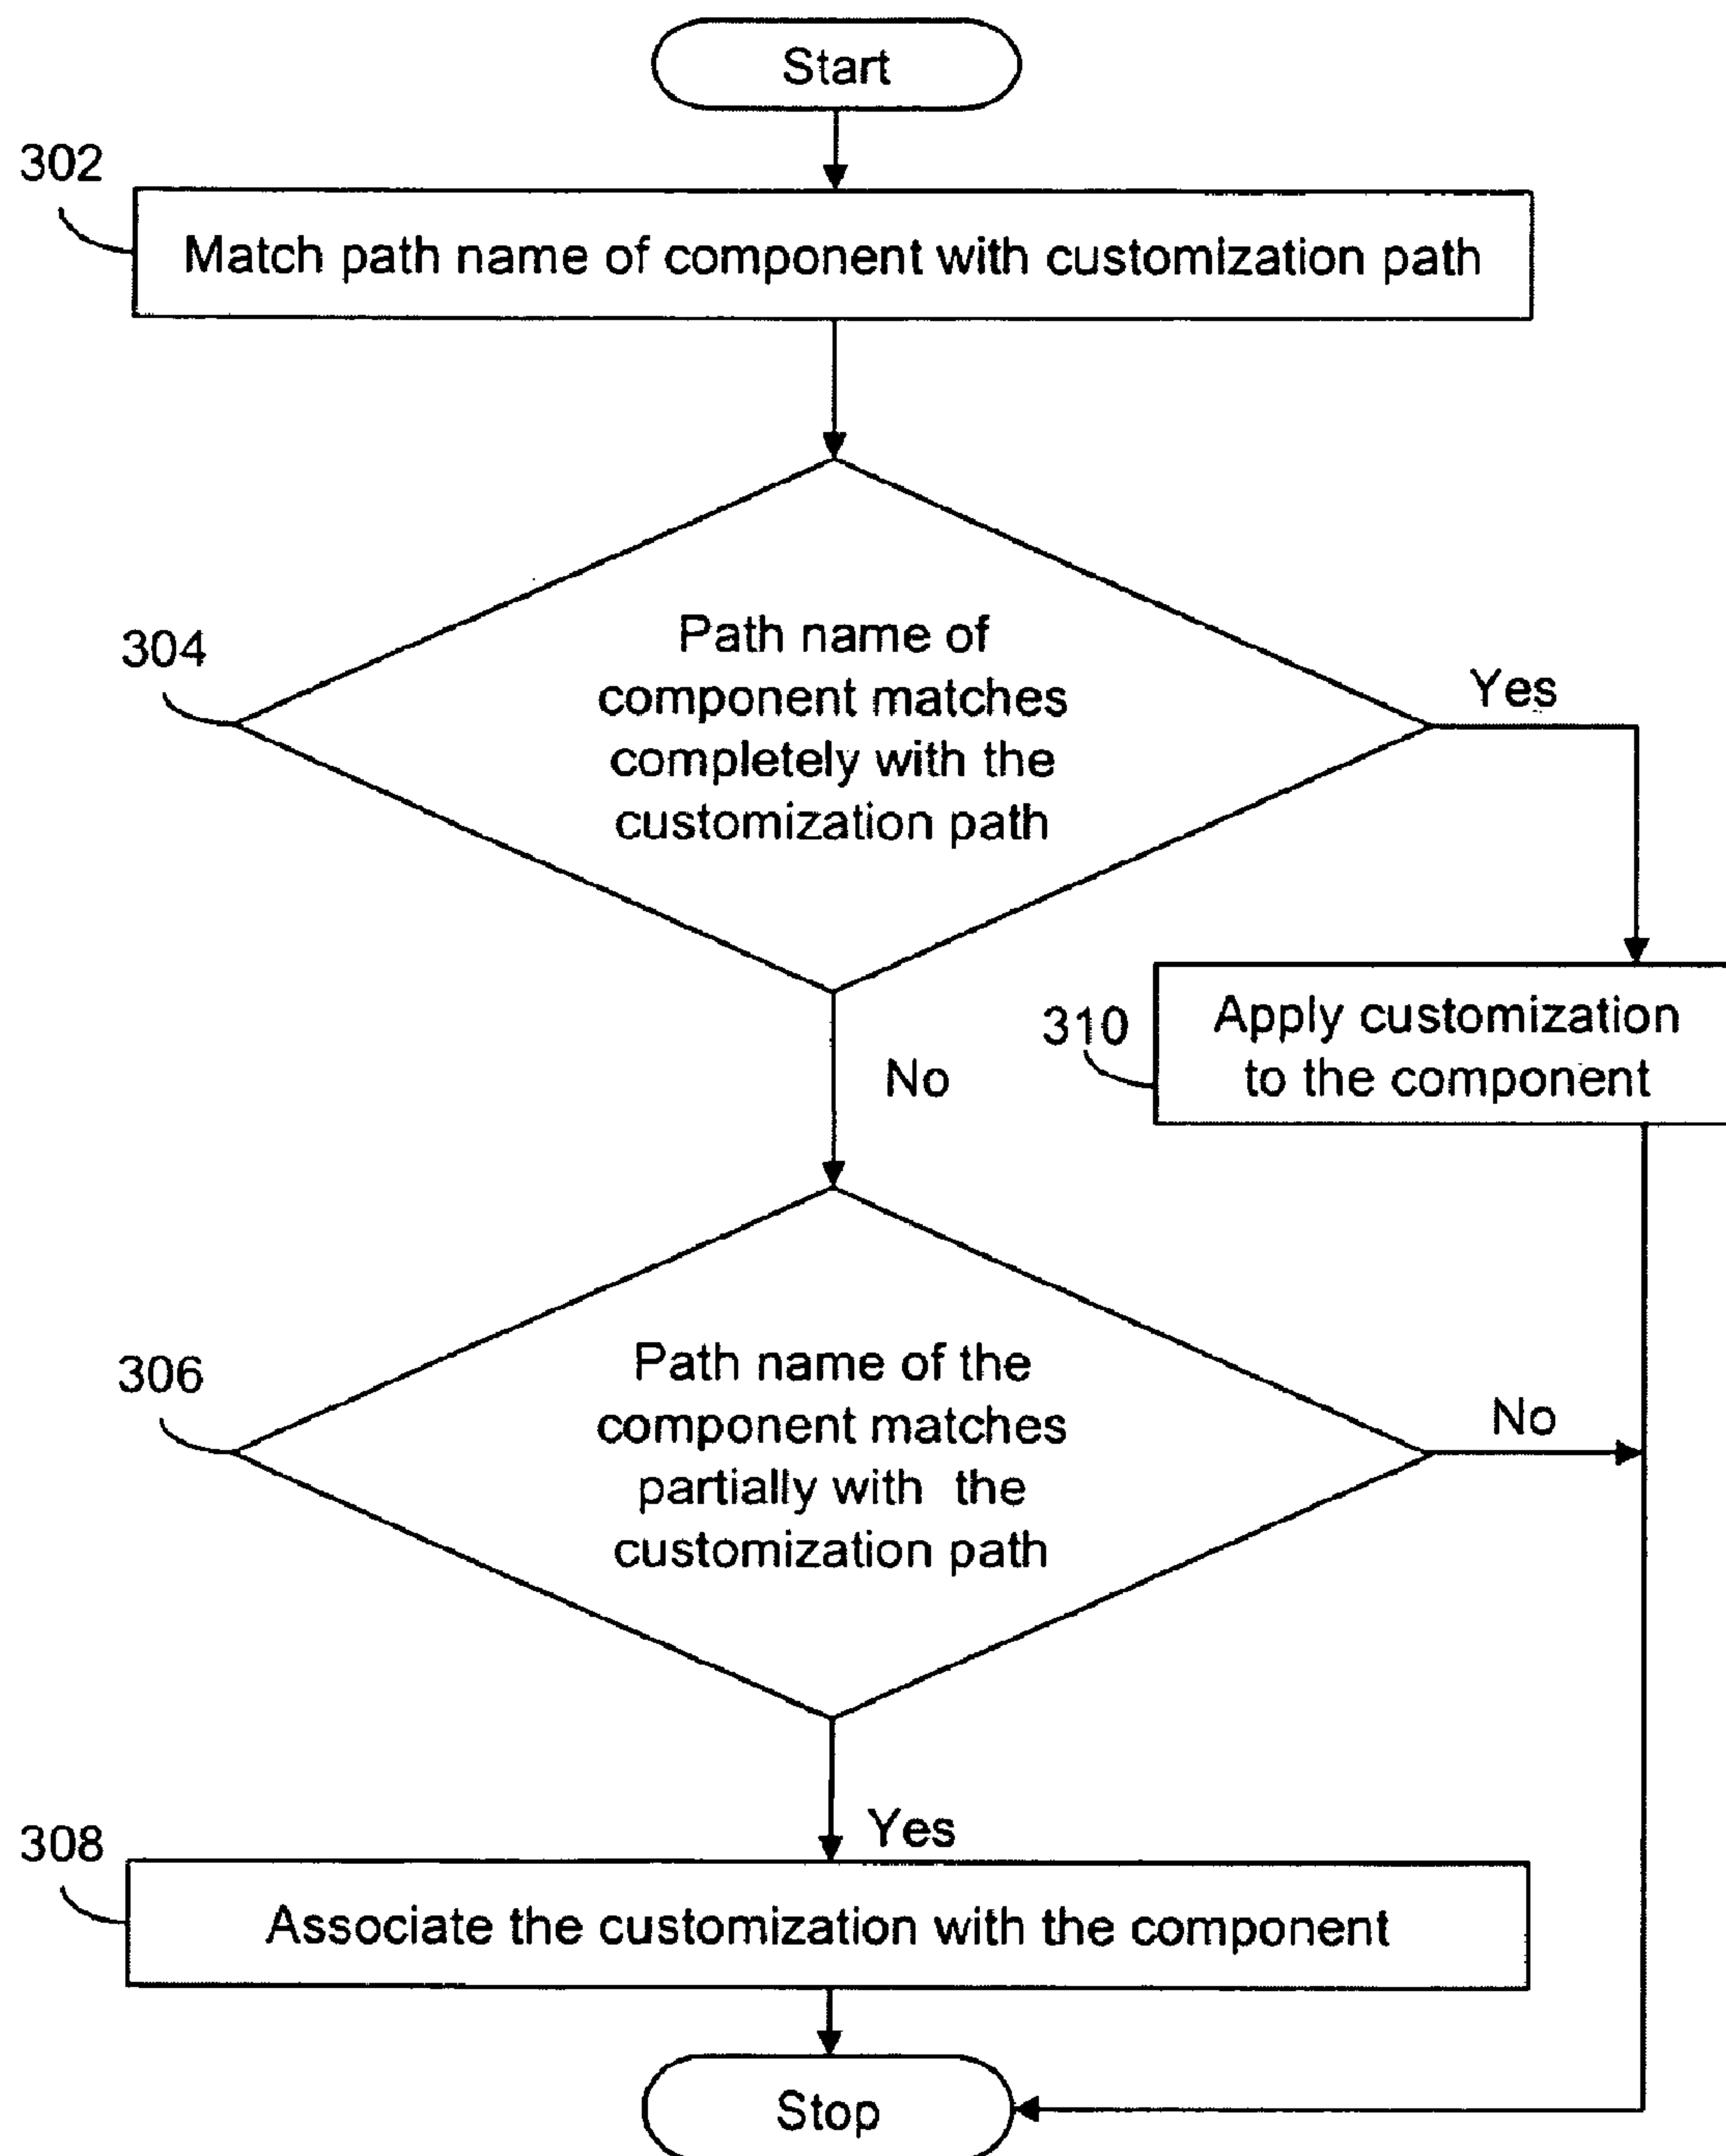 Start
302
Match path name of component with customization path
304
Path name of
component matches
completely with the
customization path
Yes
310
Apply customization
to the component
No
306
Path name of the
component matches
partially with the
customization path
No
Yes
308
Associate the customization with the component
Stop